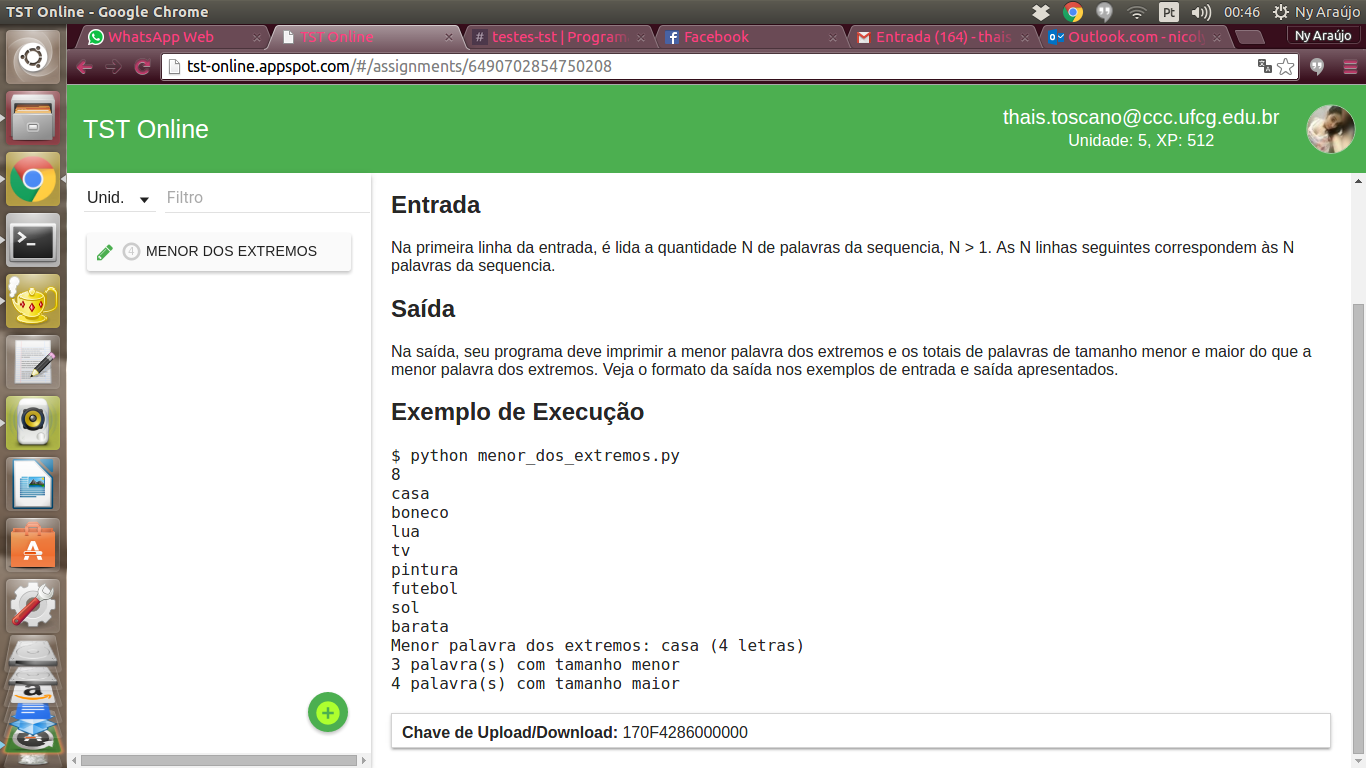 TST Online - Google Chrome
Pt
00:46
Ny Araújo
WhatsApp Web
TST Online
# testes-tst | Program
Facebook
Entrada (164) - thais
Outlook.com - nicoly
Ny Araújo
tst-online.appspot.com/#/assignments/6490702854750208
TST Online
thais.toscano@ccc.ufcg.edu.br
Unidade: 5, XP: 512
Unid.
Filtro
4 MENOR DOS EXTREMOS
Entrada
Na primeira linha da entrada, é lida a quantidade N de palavras da sequencia, N > 1. As N linhas seguintes correspondem às N
palavras da sequencia.
Saída
Na saída, seu programa deve imprimir a menor palavra dos extremos e os totais de palavras de tamanho menor e maior do que a
menor palavra dos extremos. Veja o formato da saída nos exemplos de entrada e saída apresentados.
Exemplo de Execução
$ python menor_dos_extremos.py
8
casa
boneco
lua
tv
pintura
futebol
sol
barata
Menor palavra dos extremos: casa (4 letras)
3 palavra(s) com tamanho menor
4 palavra(s) com tamanho maior
Chave de Upload/Download: 170F4286000000